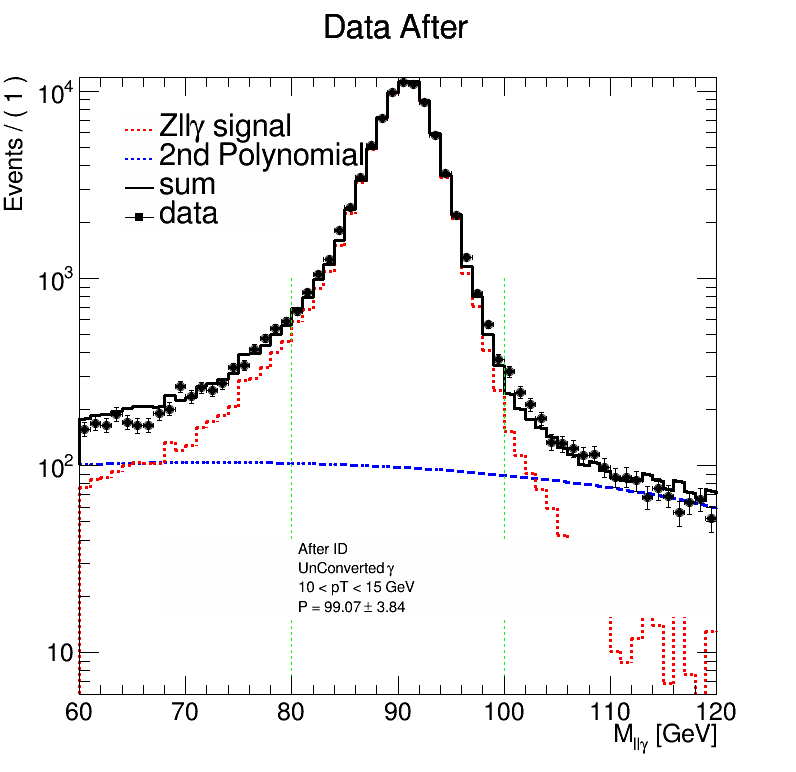 Data After
Events / ( 1 )
10⁴
10³
10²
10
Zllγ signal
2nd Polynomial
sum
data
After ID
UnConverted γ
10 < pT < 15 GeV
P = 99.07 ± 3.84
60 70 80 90 100 110 120
M_llγ [GeV]